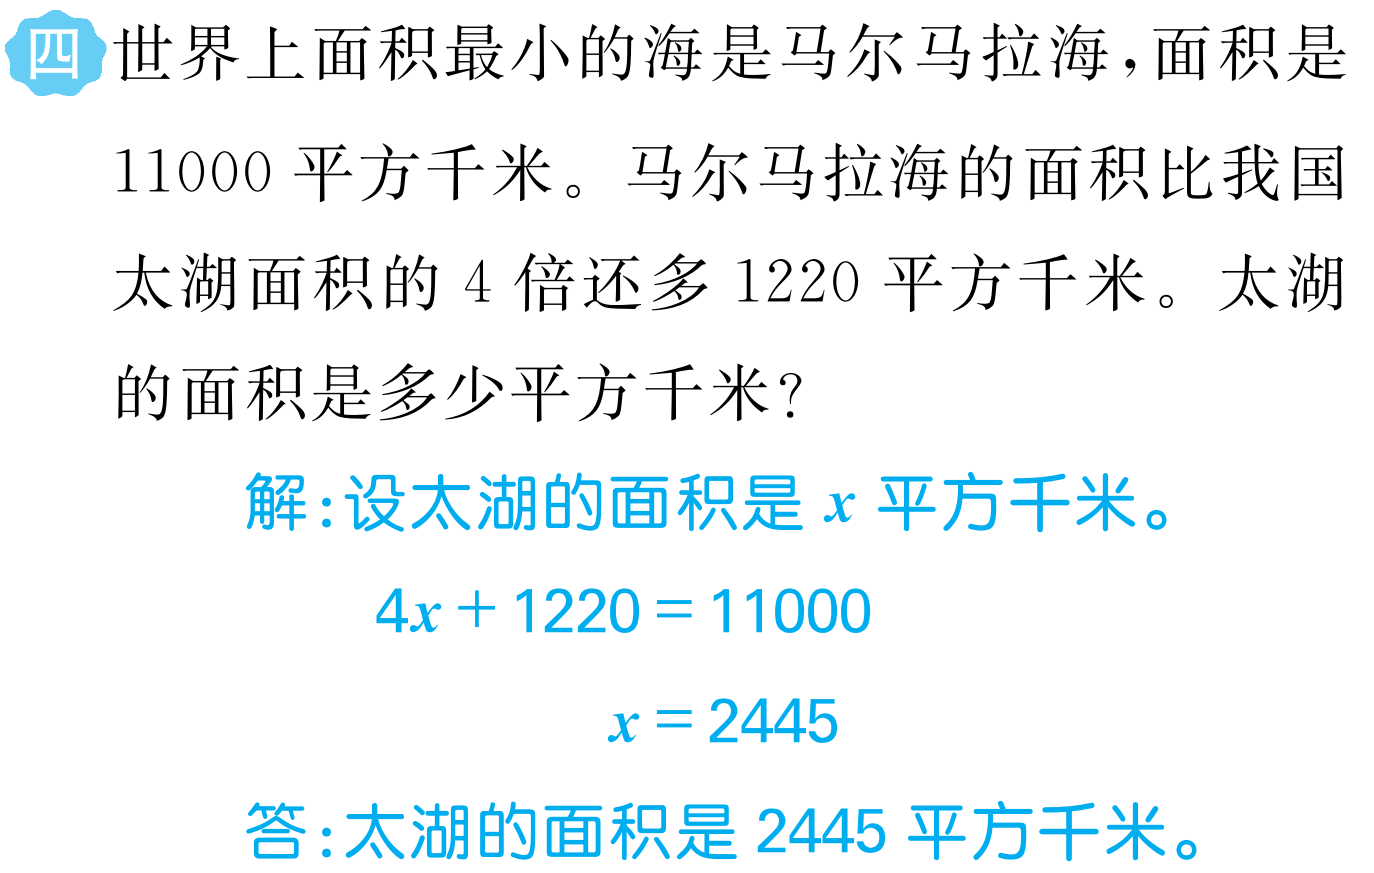 四 世界上面积最小的海是马尔马拉海,面积是
11000 平方千米。马尔马拉海的面积比我国
太湖面积的 4 倍还多 1220 平方千米。太湖
的面积是多少平方千米?
解:设太湖的面积是 x 平方千米。
4x + 1220 = 11000
x = 2445
答:太湖的面积是 2445 平方千米。